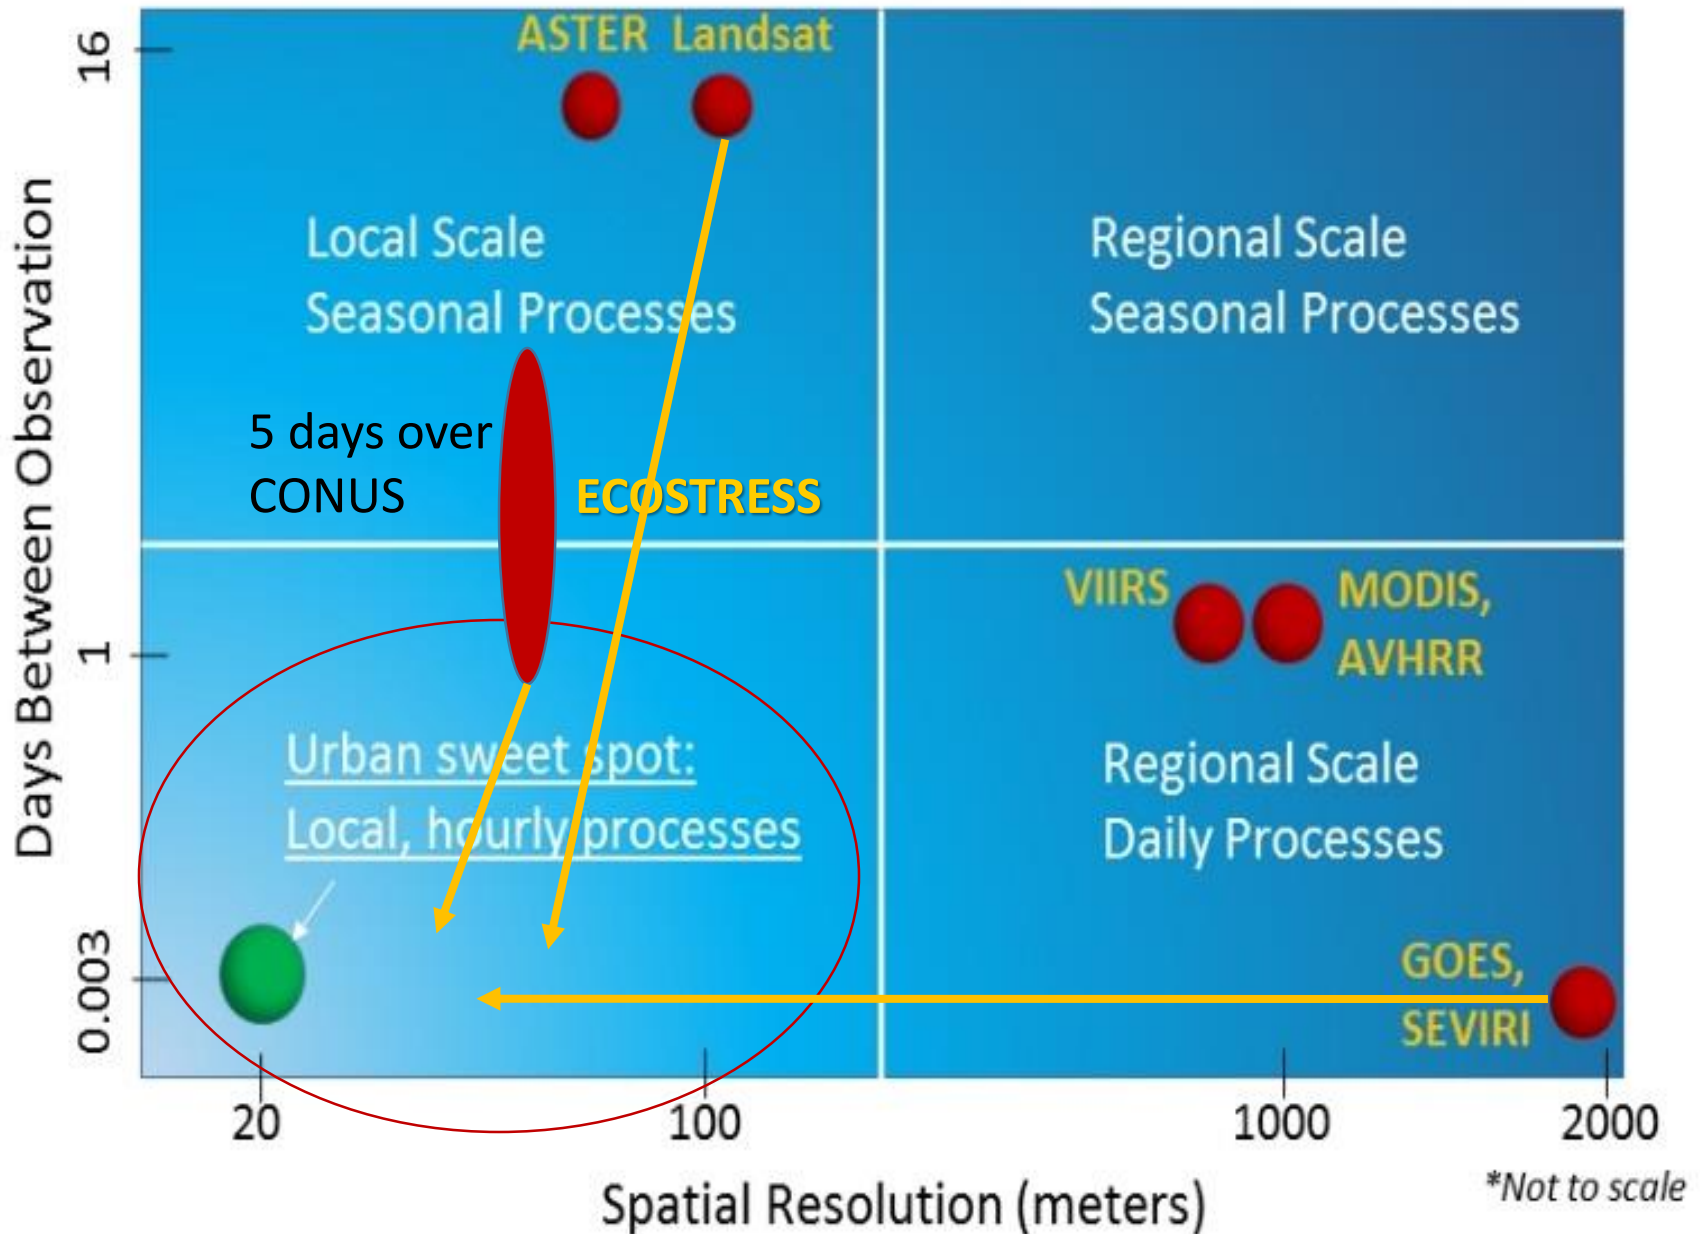 ASTER Landsat
16
Local Scale
Seasonal Processes
Regional Scale
Seasonal Processes
5 days over
CONUS
ECOSTRESS
Days Between Observation
VIIRS
MODIS,
AVHRR
1
Urban sweet spot:
Local, hourly processes
Regional Scale
Daily Processes
GOES,
SEVIRI
0.003
20
100
1000
2000
Spatial Resolution (meters)
*Not to scale